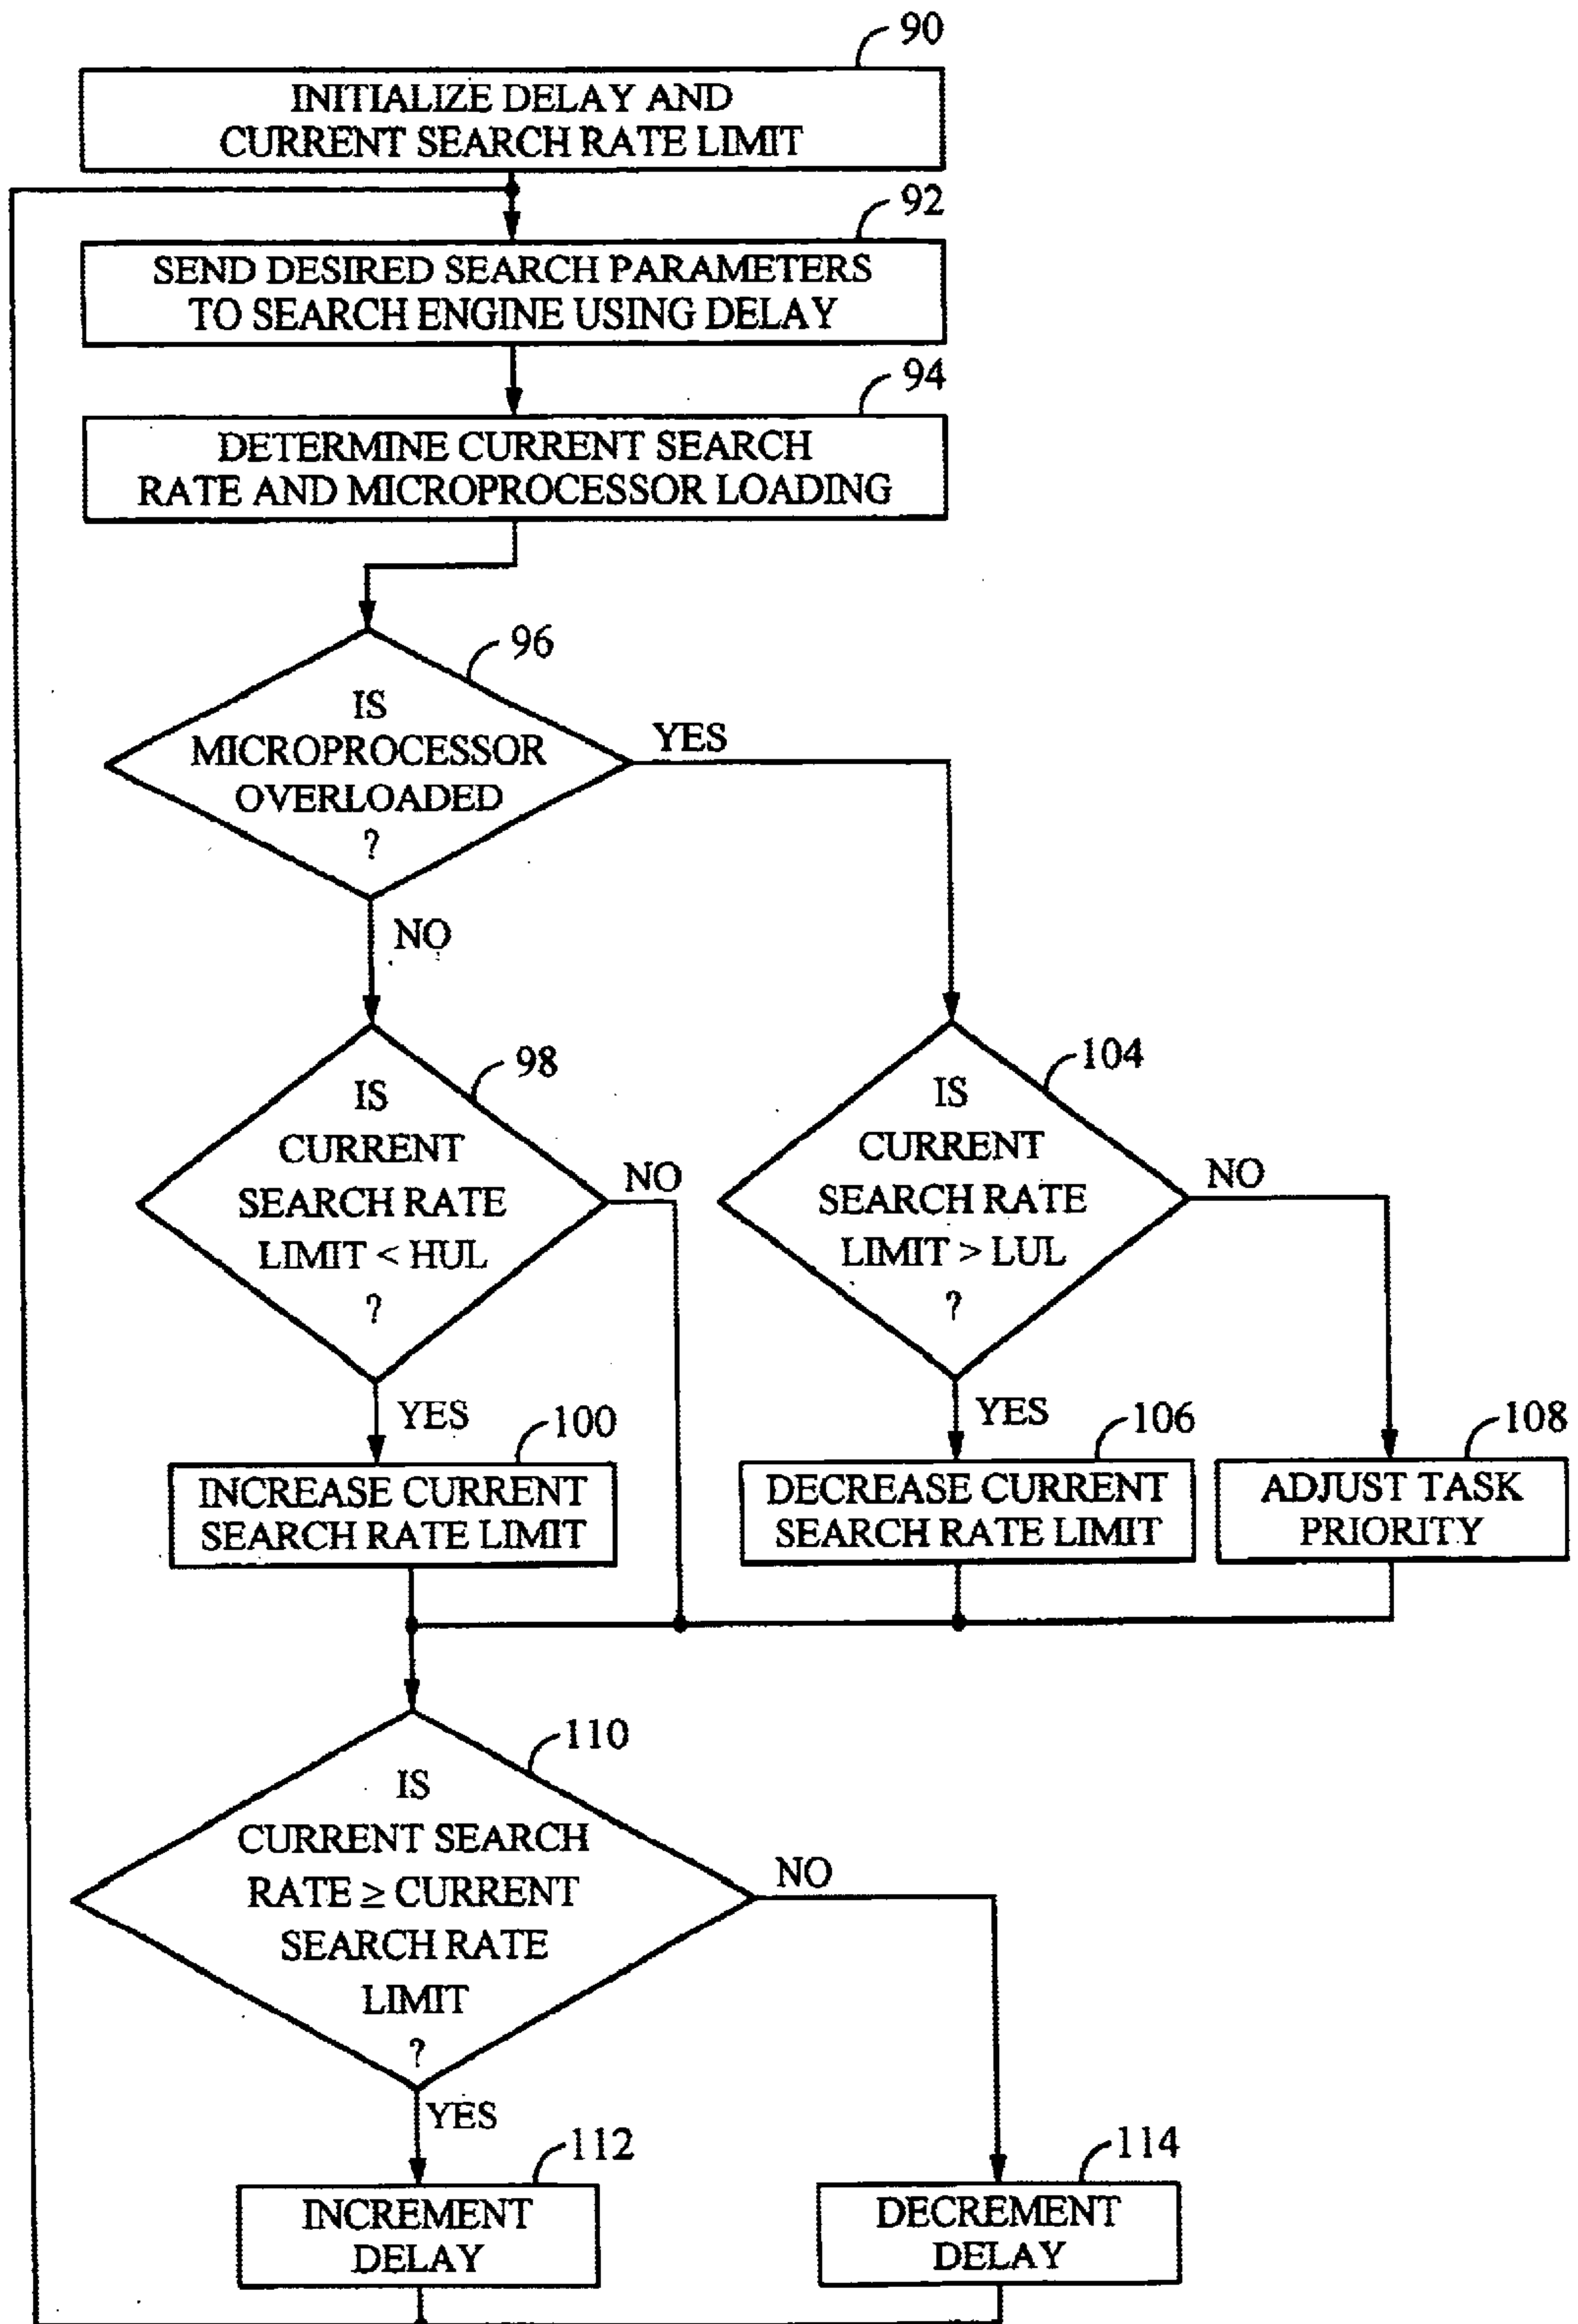 90
INITIALIZE DELAY AND
CURRENT SEARCH RATE LIMIT
92
SEND DESIRED SEARCH PARAMETERS
TO SEARCH ENGINE USING DELAY
94
DETERMINE CURRENT SEARCH
RATE AND MICROPROCESSOR LOADING
96
IS
MICROPROCESSOR
OVERLOADED
?
YES
NO
98
IS
CURRENT
SEARCH RATE
LIMIT < HUL
?
NO
YES
104
IS
CURRENT
SEARCH RATE
LIMIT > LUL
?
NO
YES
100
INCREASE CURRENT
SEARCH RATE LIMIT
106
DECREASE CURRENT
SEARCH RATE LIMIT
108
ADJUST TASK
PRIORITY
110
IS
CURRENT SEARCH
RATE ≥ CURRENT
SEARCH RATE
LIMIT
?
NO
YES
112
INCREMENT
DELAY
114
DECREMENT
DELAY